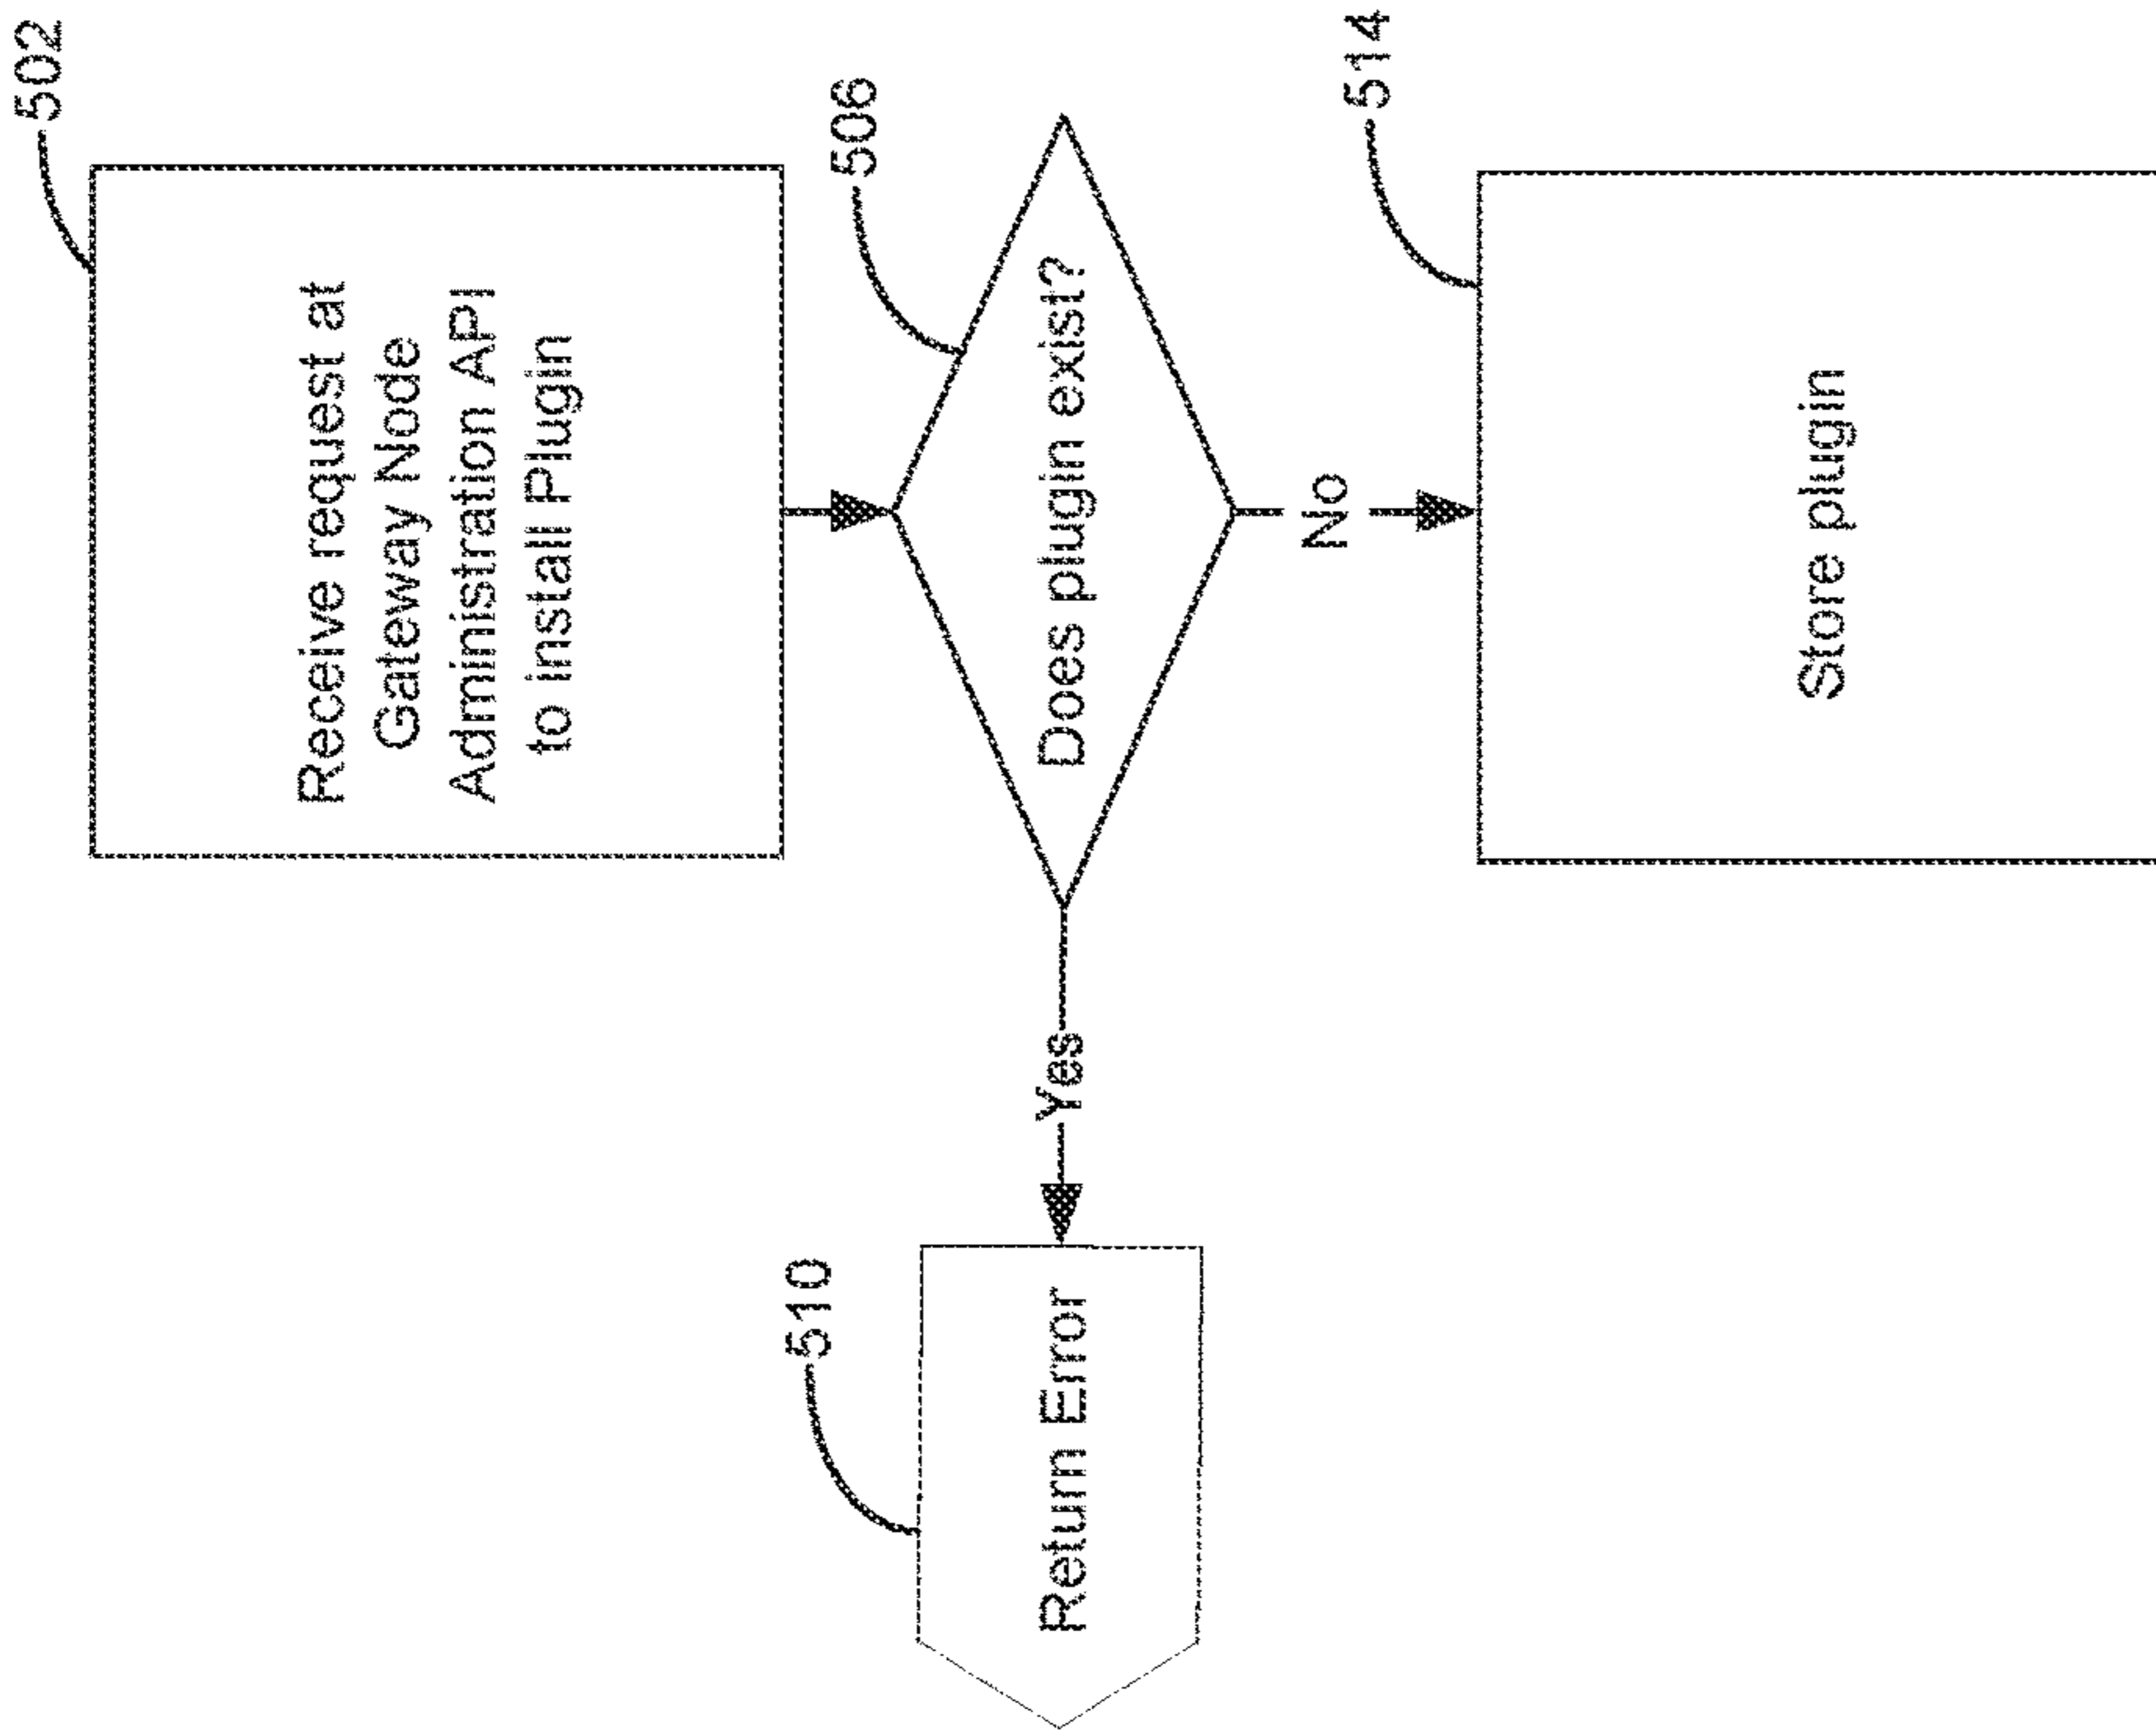 502
Receive request at
Gateway Node
Administration API
to Install Plugin
506
Does plugin exist?
Yes
510
Return Error
No
514
Store plugin